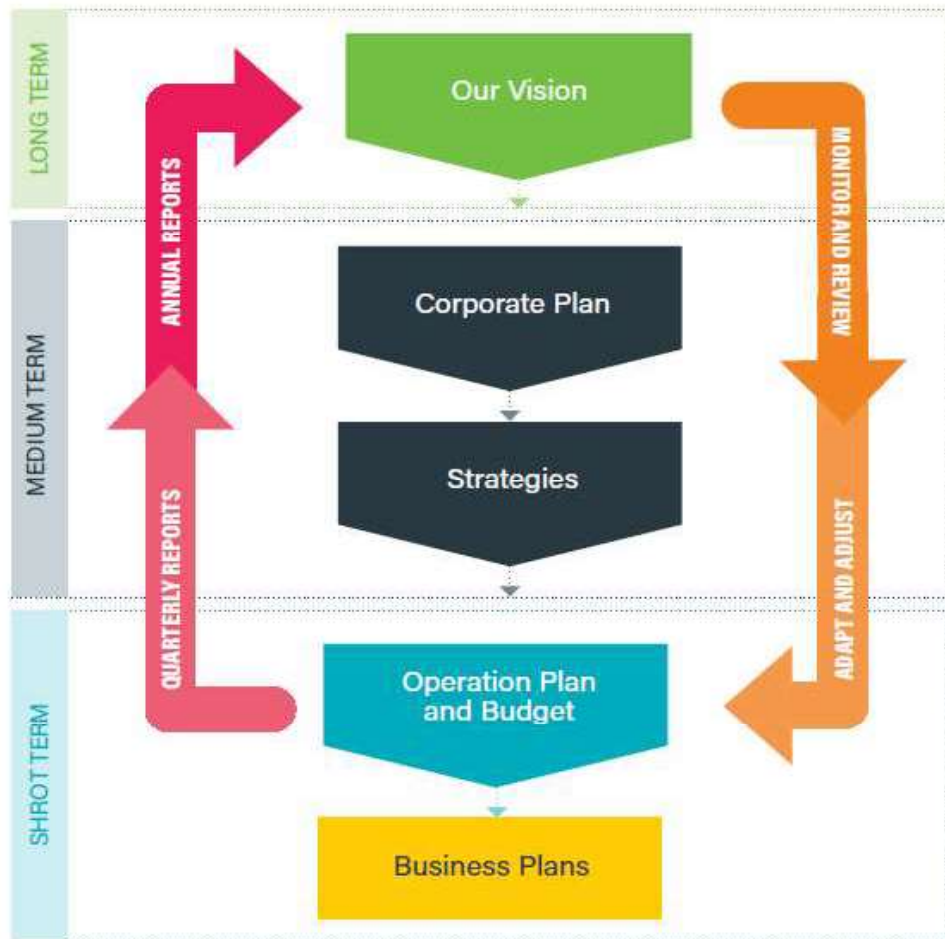 LONG TERM
Our Vision
ANNUAL REPORTS
MONITOR AND REVIEW
MEDIUM TERM
Corporate Plan
Strategies
QUARTERLY REPORTS
ADAPT AND ADJUST
SHROT TERM
Operation Plan
and Budget
Business Plans